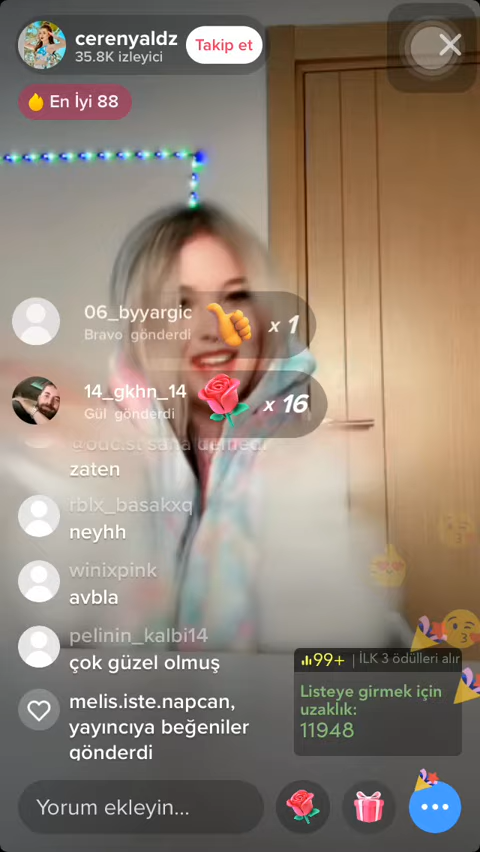 cerenyaldz
35.8K izleyici
Takip et
En İyi 88
06_byyargic
Bravo gönderdi
x 1
14_gkhn_14
Gül gönderdi
x 16
zaten
rblx_basakxq
neyhh
winixpink
avbla
pelinin_kalbi14
çok güzel olmuş
melis.iste.napcan,
yayıncıya beğeniler
gönderdi
99+ | İLK 3 ödülleri alır
Listeye girmek için
uzaklık:
11948
Yorum ekleyin...